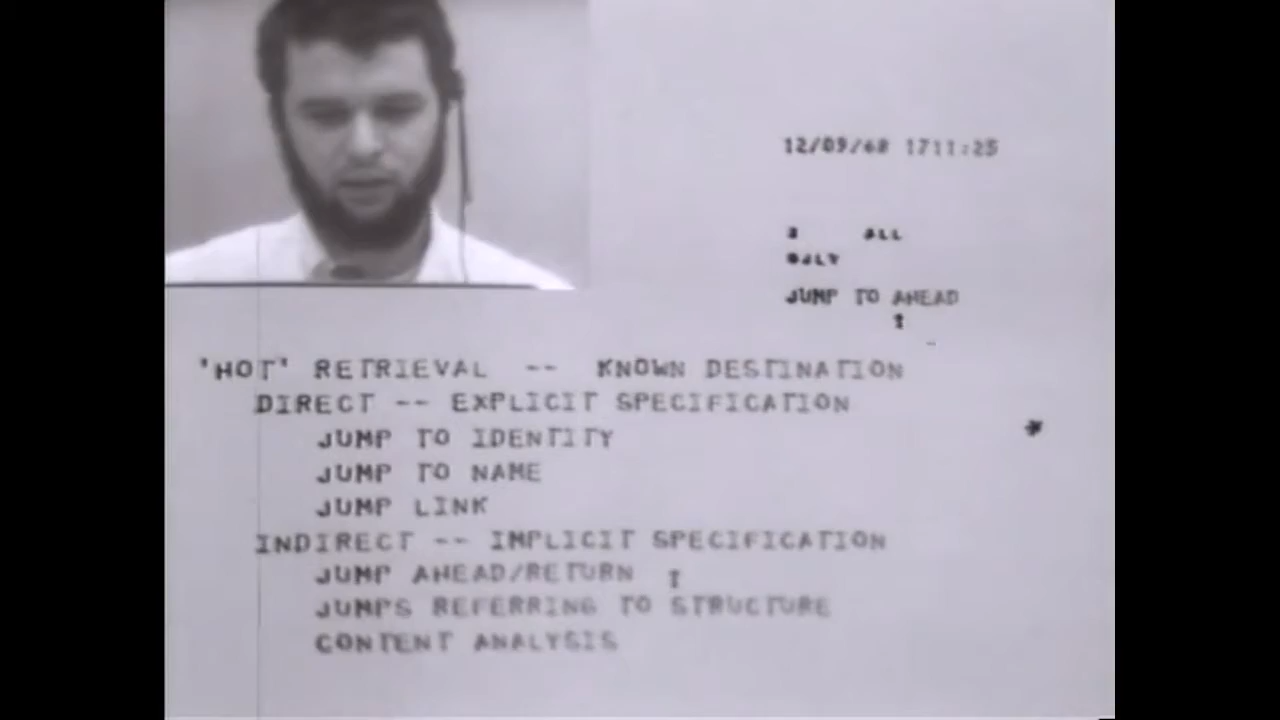 12/09/68 1711:25
ALL
JUMP TO AHEAD
'HOT' RETRIEVAL -- KNOWN DESTINATION
DIRECT -- EXPLICIT SPECIFICATION
JUMP TO IDENTITY
JUMP TO NAME
JUMP LINK
INDIRECT -- IMPLICIT SPECIFICATION
JUMP AHEAD/RETURN
JUMPS REFERRING TO STRUCTURE
CONTENT ANALYSIS